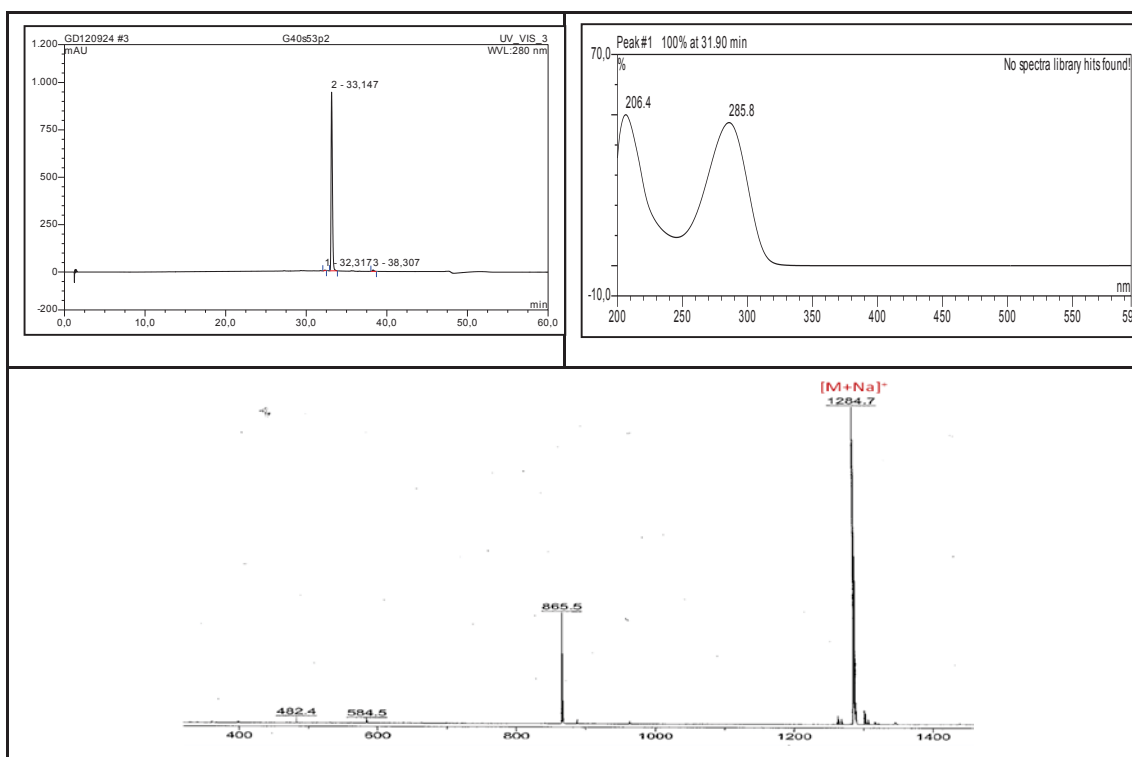 GD120924 #3 G40s53p2 UV_VIS_3
1.200 mAU WVL:280 nm
2 - 33,147
1.000
750
500
250
1 - 32,3173 - 38,307
0
-200 min
0,0 10,0 20,0 30,0 40,0 50,0 60,0
Peak #1 100% at 31.90 min
70,0 % No spectra library hits found!
206.4
285.8
nm
-10,0
200 250 300 350 400 450 500 550 59
[M+Na]+
1284.7
865.5
482.4 584.5
400 600 800 1000 1200 1400